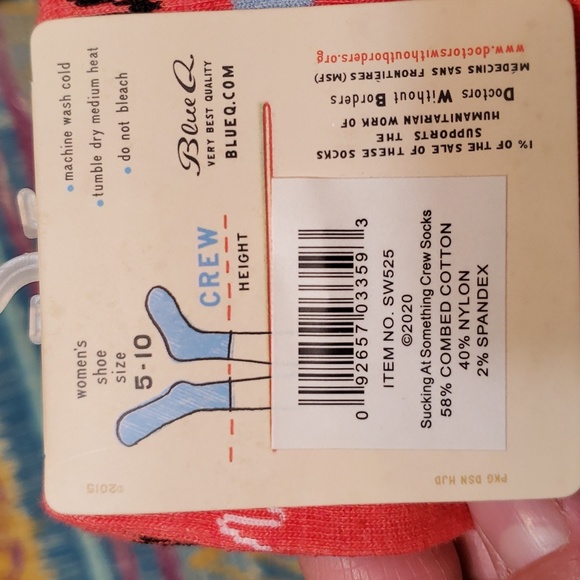 • machine wash cold
• tumble dry medium heat
• do not bleach
Blue Q®
VERY BEST QUALITY
BLUEQ.COM
women's
shoe
size
5-10
CREW
HEIGHT
1% OF THE SALE OF THESE SOCKS
SUPPORTS THE
HUMANITARIAN WORK OF
Doctors Without Borders
MÉDECINS SANS FRONTIÈRES (MSF)
www.doctorswithoutborders.org
0 92657 03359 3
ITEM NO. SW525
©2020
Sucking At Something Crew Socks
58% COMBED COTTON
40% NYLON
2% SPANDEX
©2015
PKG DSN HJD